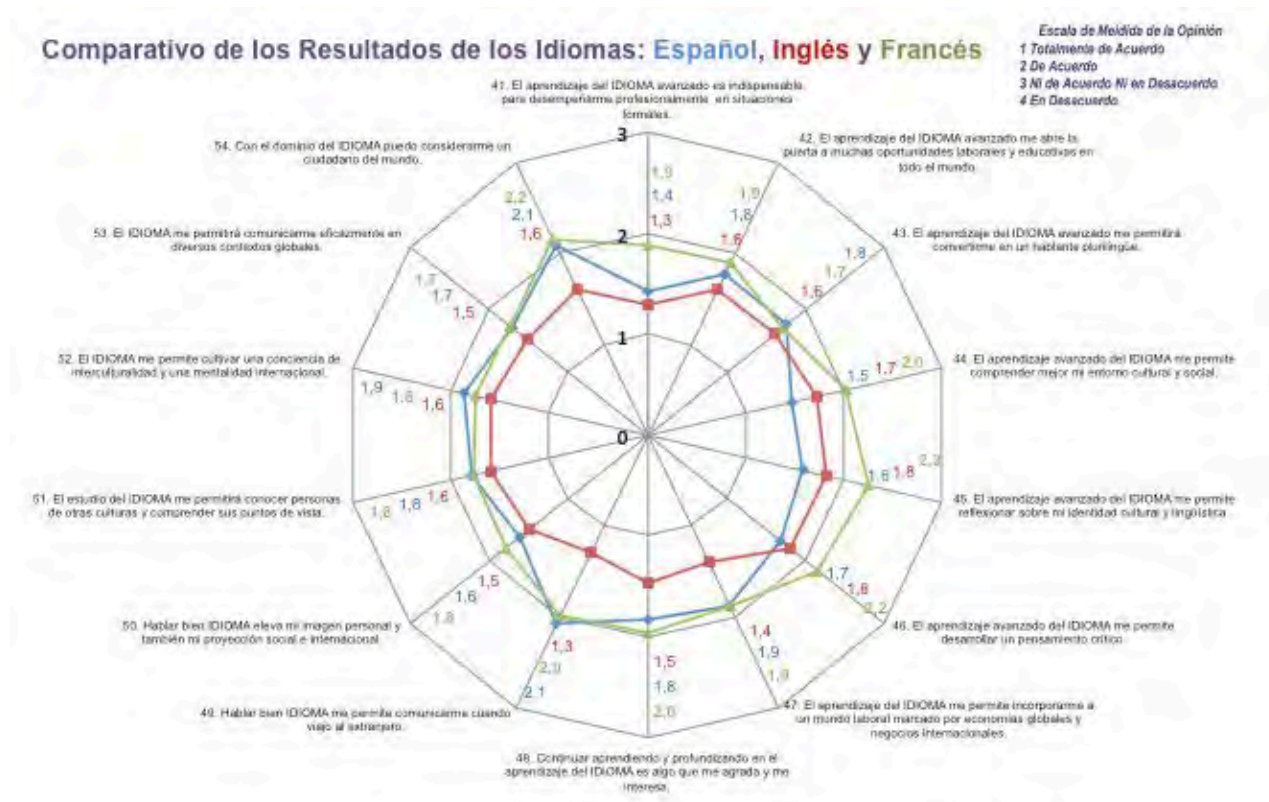 Comparativo de los Resultados de los Idiomas: Español, Inglés y Francés
Escala de Meidida de la Opinión
1 Totalmente de Acuerdo
2 De Acuerdo
3 Ni de Acuerdo Ni en Desacuerdo
4 En Desacuerdo
41. El aprendizaje del IDIOMA avanzado es indispensable
para desempeñarme profesionalmente en situaciones
formales.
42. El aprendizaje del IDIOMA avanzado me abre la
puerta a muchas oportunidades laborales y educativas en
todo el mundo.
43. El aprendizaje del IDIOMA avanzado me permitirá
convertirme en un hablante plurilingüe.
44. El aprendizaje avanzado del IDIOMA me permite
comprender mejor mi entorno cultural y social.
45. El aprendizaje avanzado del IDIOMA me permite
reflexionar sobre mi identidad cultural y lingüística
46. El aprendizaje avanzado del IDIOMA me permite
desarrollar un pensamiento crítico
47. El aprendizaje del IDIOMA me permite incorporarme a
un mundo laboral marcado por economías globales y
negocios internacionales.
48. Continuar aprendiendo y profundizando en el
aprendizaje del IDIOMA es algo que me agrada y me
interesa.
49. Hablar bien IDIOMA me permite comunicarme cuando
viajo al extranjero.
50. Hablar bien IDIOMA eleva mi imagen personal y
también mi proyección social e internacional.
51. El estudio del IDIOMA me permitirá conocer personas
de otras culturas y comprender sus puntos de vista.
52. El IDIOMA me permite cultivar una conciencia de
interculturalidad y una mentalidad internacional.
53. El IDIOMA me permitirá comunicarme eficazmente en
diversos contextos globales.
54. Con el dominio del IDIOMA puedo considerarme un
ciudadano del mundo.
3
2
1
0
1,9
1,4
1,3
1,9
1,8
1,6
1,8
1,7
1,6
1,5 1,7 2,0
1,6 1,8 2,3
1,7
1,8
2,2
1,4
1,9
1,9
1,5
1,8
2,0
1,3
2,0
2,1
1,5
1,6
1,8
1,8 1,8 1,6
1,9 1,8 1,6
1,7
1,7
1,5
2,2
2,1
1,6